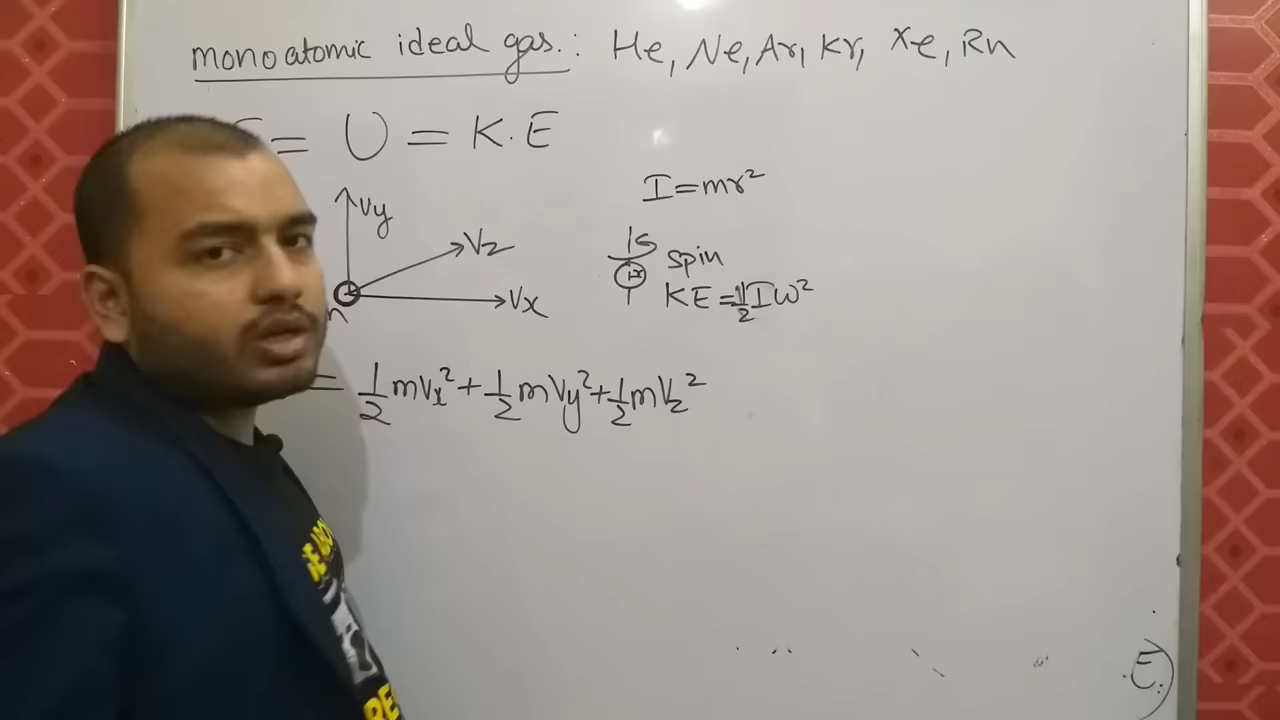 monoatomic ideal gas.: He, Ne, Ar, Kr, Xe, Rn
= U = K.E
Vy
I = mr²
Vz
spin
Vx
KE = ½Iω²
= ½mVx² + ½mVy² + ½mVz²
E